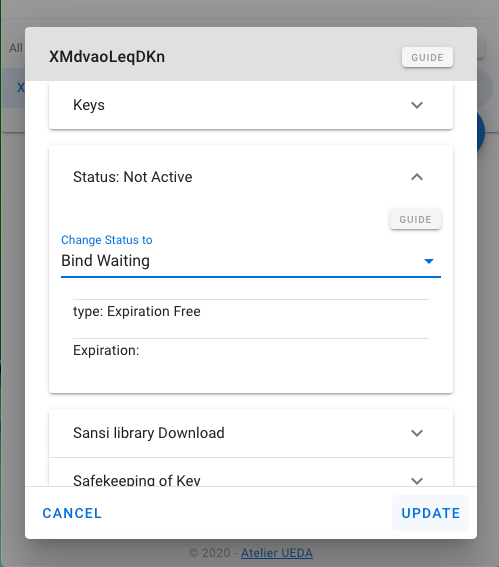 All
X
XMdvaoLeqDKn
GUIDE
Keys
Status: Not Active
GUIDE
Change Status to
Bind Waiting
type: Expiration Free
Expiration:
Sansi library Download
Safekeeping of Key
CANCEL
UPDATE
© 2020 - Atelier UEDA